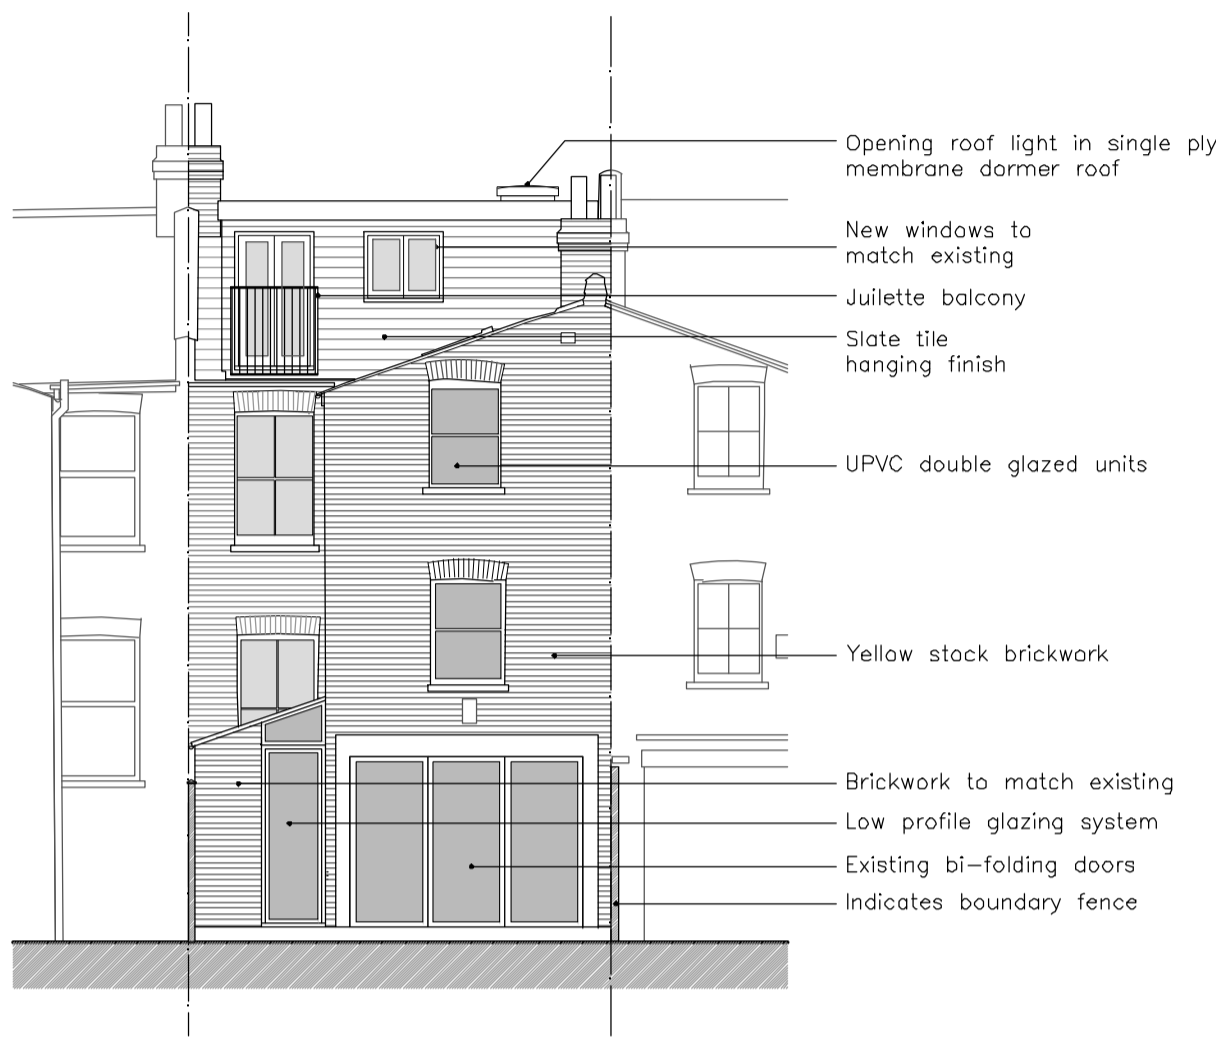 Opening roof light in single ply
membrane dormer roof
New windows to
match existing
Juilette balcony
Slate tile
hanging finish
UPVC double glazed units
Yellow stock brickwork
Brickwork to match existing
Low profile glazing system
Existing bi-folding doors
Indicates boundary fence